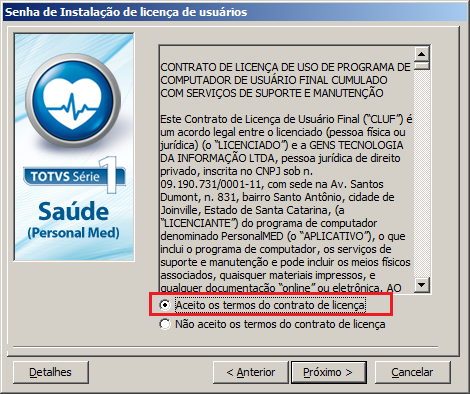 Senha de Instalação de licença de usuários
TOTVS Série 1
Saúde
(Personal Med)
CONTRATO DE LICENÇA DE USO DE PROGRAMA DE
COMPUTADOR DE USUÁRIO FINAL CUMULADO
COM SERVIÇOS DE SUPORTE E MANUTENÇÃO
Este Contrato de Licença de Usuário Final ("CLUF") é
um acordo legal entre o licenciado (pessoa física ou
jurídica) (o "LICENCIADO") e a GENS TECNOLOGIA
DA INFORMAÇÃO LTDA, pessoa jurídica de direito
privado, inscrita no CNPJ sob n.
09.190.731/0001-11, com sede na Av. Santos
Dumont, n. 831, bairro Santo Antônio, cidade de
Joinville, Estado de Santa Catarina, (a
"LICENCIANTE") do programa de computador
denominado PersonalMED (o "APLICATIVO"), o que
inclui o programa de computador, os serviços de
suporte e manutenção e pode incluir os meios físicos
associados, quaisquer materiais impressos, e
qualquer documentação "online" ou eletrônica. AO
Aceito os termos do contrato de licença
Não aceito os termos do contrato de licença
Detalhes
< Anterior
Próximo >
Cancelar